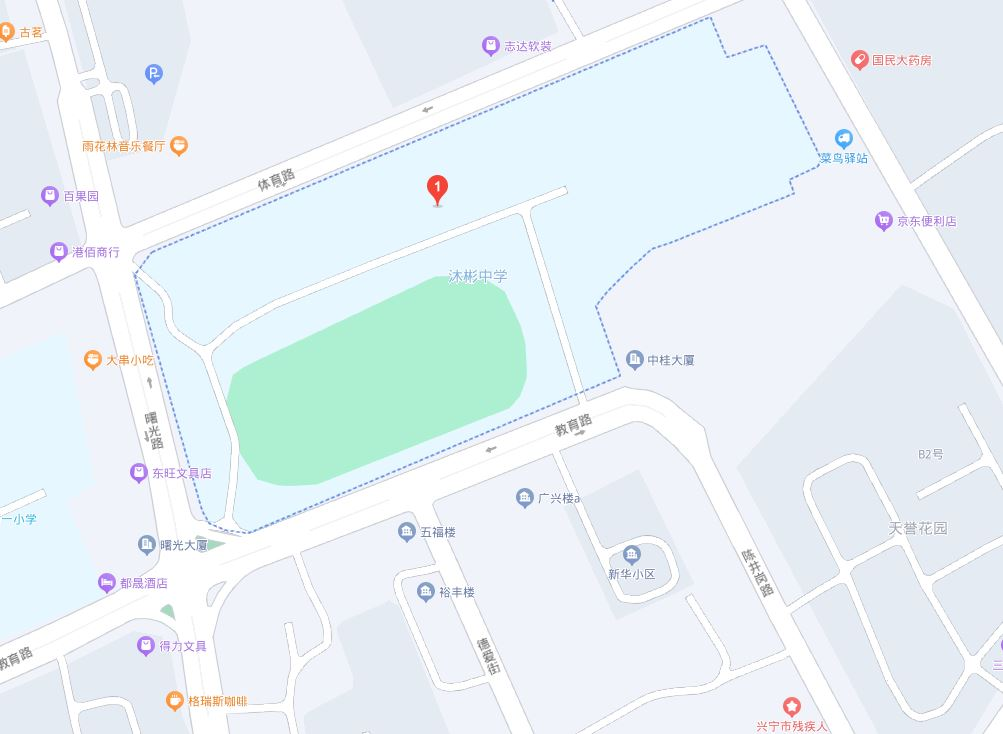 古茗
志达软装
国民大药房
P
雨花林音乐餐厅
菜鸟驿站
体育路
1
百果园
京东便利店
港佰商行
沐彬中学
大串小吃
中桂大厦
曙光路
教育路
B2号
东旺文具店
广兴楼a
一小学
天誉花园
五福楼
曙光大厦
新华小区
陈井岗路
都晟酒店
裕丰楼
得力文具
德爱街
教育路
三
格瑞斯咖啡
兴宁市残疾人